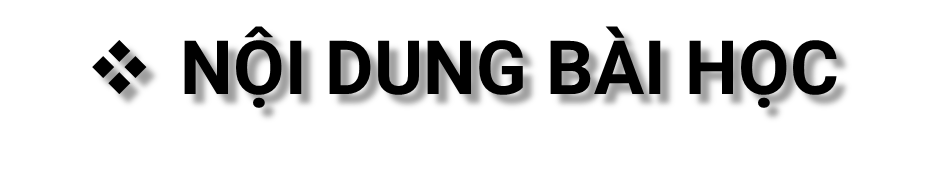 ❖ NỘI DUNG BÀI HỌC